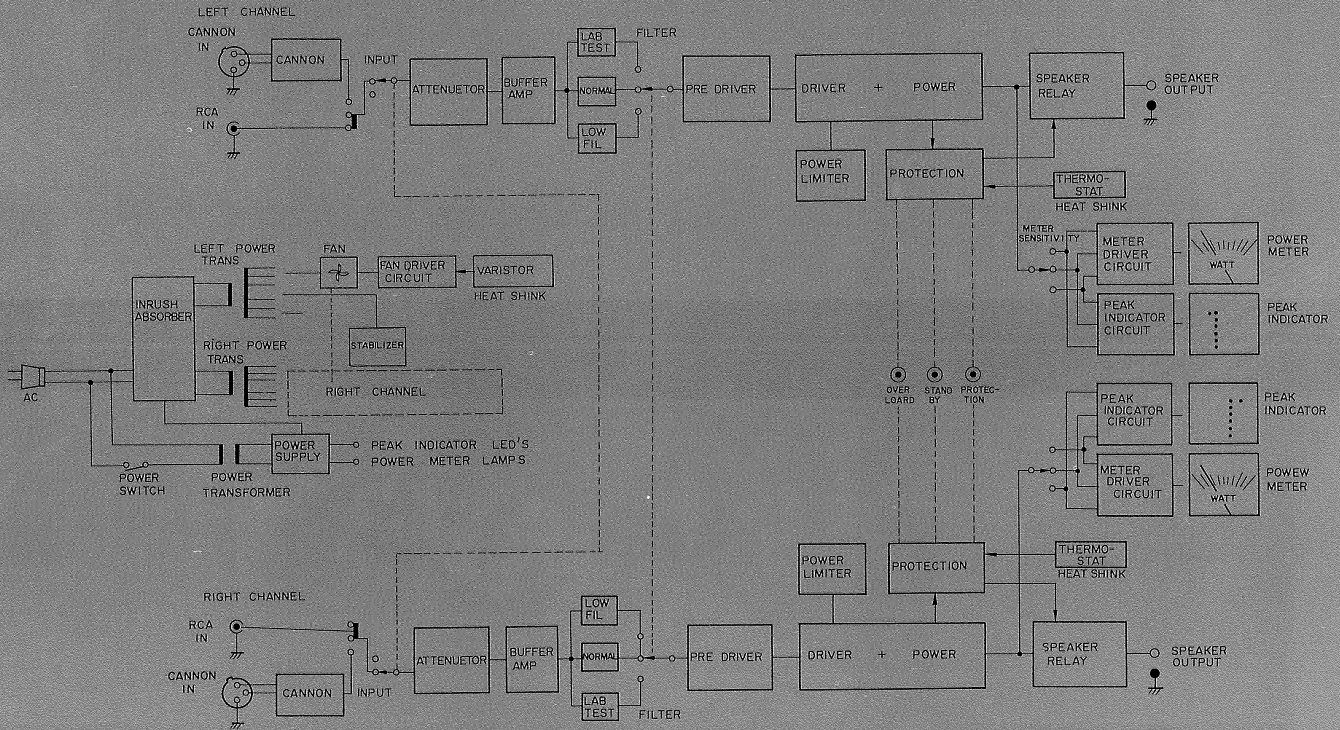 LEFT CHANNEL
CANNON
IN
CANNON
RCA
IN
INPUT
ATTENUETOR
BUFFER
AMP
LAB
TEST
NORMAL
LOW
FIL
FILTER
PRE DRIVER
DRIVER + POWER
POWER
LIMITER
PROTECTION
SPEAKER
RELAY
SPEAKER
OUTPUT
THERMO-
STAT
HEAT SHINK
METER
SENSITIVITY
METER
DRIVER
CIRCUIT
WATT
POWER
METER
PEAK
INDICATOR
CIRCUIT
PEAK
INDICATOR
LEFT POWER
TRANS
FAN
FAN DRIVER
CIRCUIT
VARISTOR
HEAT SHINK
INRUSH
ABSORBER
STABILIZER
RIGHT POWER
TRANS
RIGHT CHANNEL
AC
POWER
SWITCH
POWER
TRANSFORMER
POWER
SUPPLY
PEAK INDICATOR LED'S
POWER METER LAMPS
OVER
LOARD
STAND
BY
PROTEC-
TION
PEAK
INDICATOR
CIRCUIT
PEAK
INDICATOR
METER
DRIVER
CIRCUIT
WATT
POWEW
METER
POWER
LIMITER
PROTECTION
THERMO-
STAT
HEAT SHINK
RIGHT CHANNEL
RCA
IN
CANNON
IN
CANNON
INPUT
ATTENUETOR
BUFFER
AMP
LOW
FIL
NORMAL
LAB
TEST
FILTER
PRE DRIVER
DRIVER + POWER
SPEAKER
RELAY
SPEAKER
OUTPUT